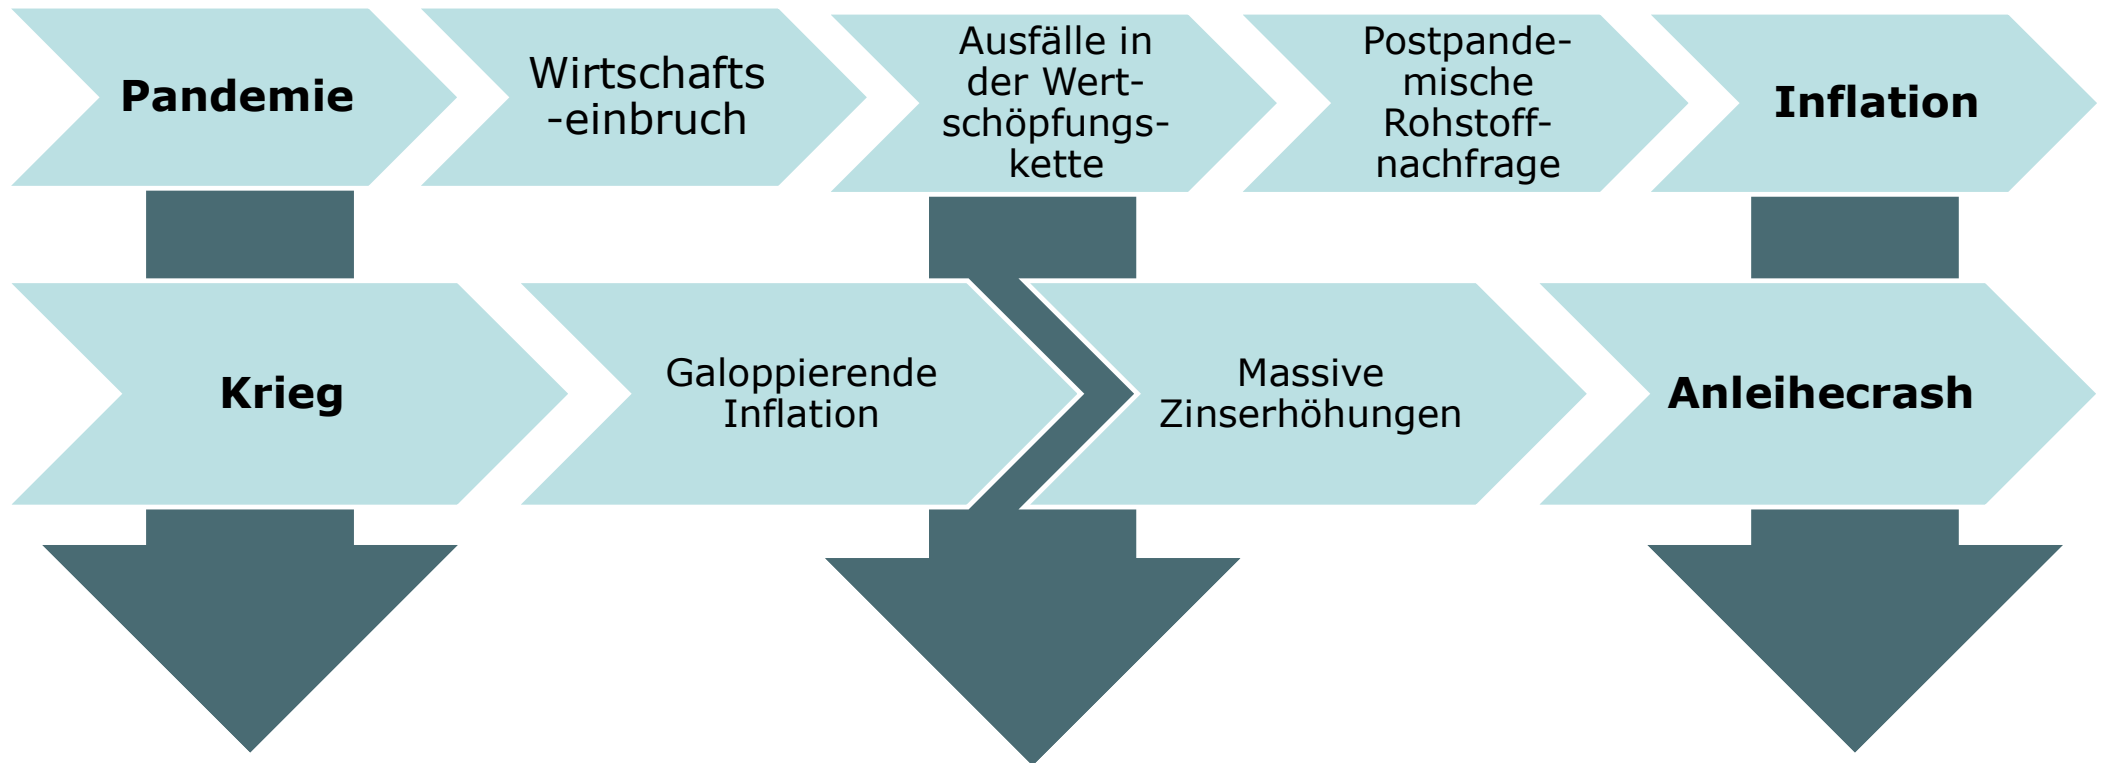 Pandemie
Wirtschafts
-einbruch
Ausfälle in
der Wert-
schöpfungs-
kette
Postpande-
mische
Rohstoff-
nachfrage
Inflation
Krieg
Galoppierende
Inflation
Massive
Zinserhöhungen
Anleihecrash